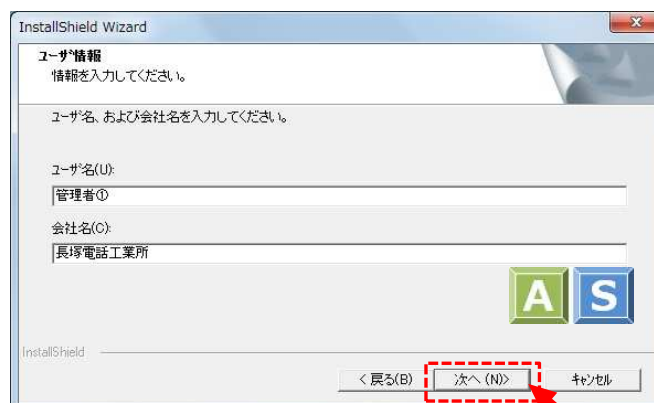 InstallShield Wizard
ユーザ情報
情報を入力してください。
ユーザ名、および会社名を入力してください。
ユーザ名(U):
管理者①
会社名(C):
長塚電話工業所
A S
InstallShield
< 戻る(B) 次へ (N)> キャンセル